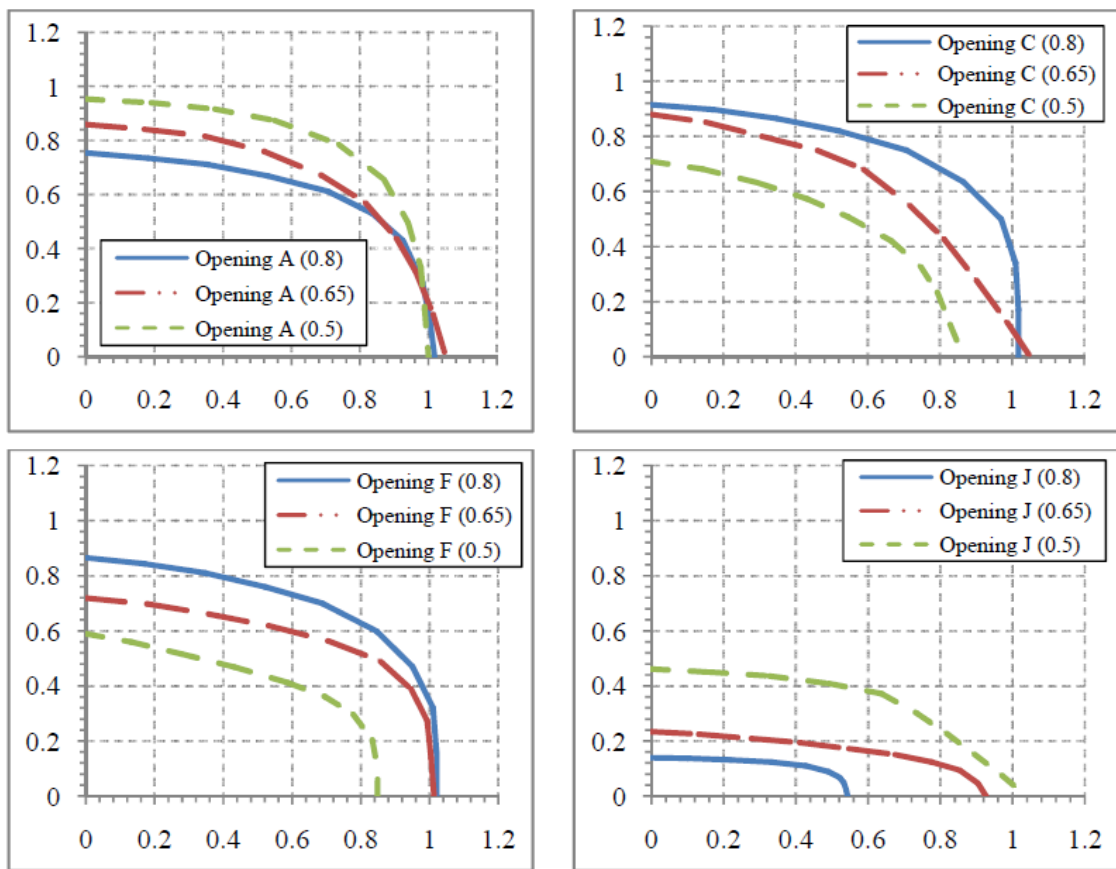 1.2
1
0.8
0.6
0.4
0.2
0
0 0.2 0.4 0.6 0.8 1 1.2
Opening A (0.8)
Opening A (0.65)
Opening A (0.5)
1.2
1
0.8
0.6
0.4
0.2
0
0 0.2 0.4 0.6 0.8 1 1.2
Opening C (0.8)
Opening C (0.65)
Opening C (0.5)
1.2
1
0.8
0.6
0.4
0.2
0
0 0.2 0.4 0.6 0.8 1 1.2
Opening F (0.8)
Opening F (0.65)
Opening F (0.5)
1.2
1
0.8
0.6
0.4
0.2
0
0 0.2 0.4 0.6 0.8 1 1.2
Opening J (0.8)
Opening J (0.65)
Opening J (0.5)